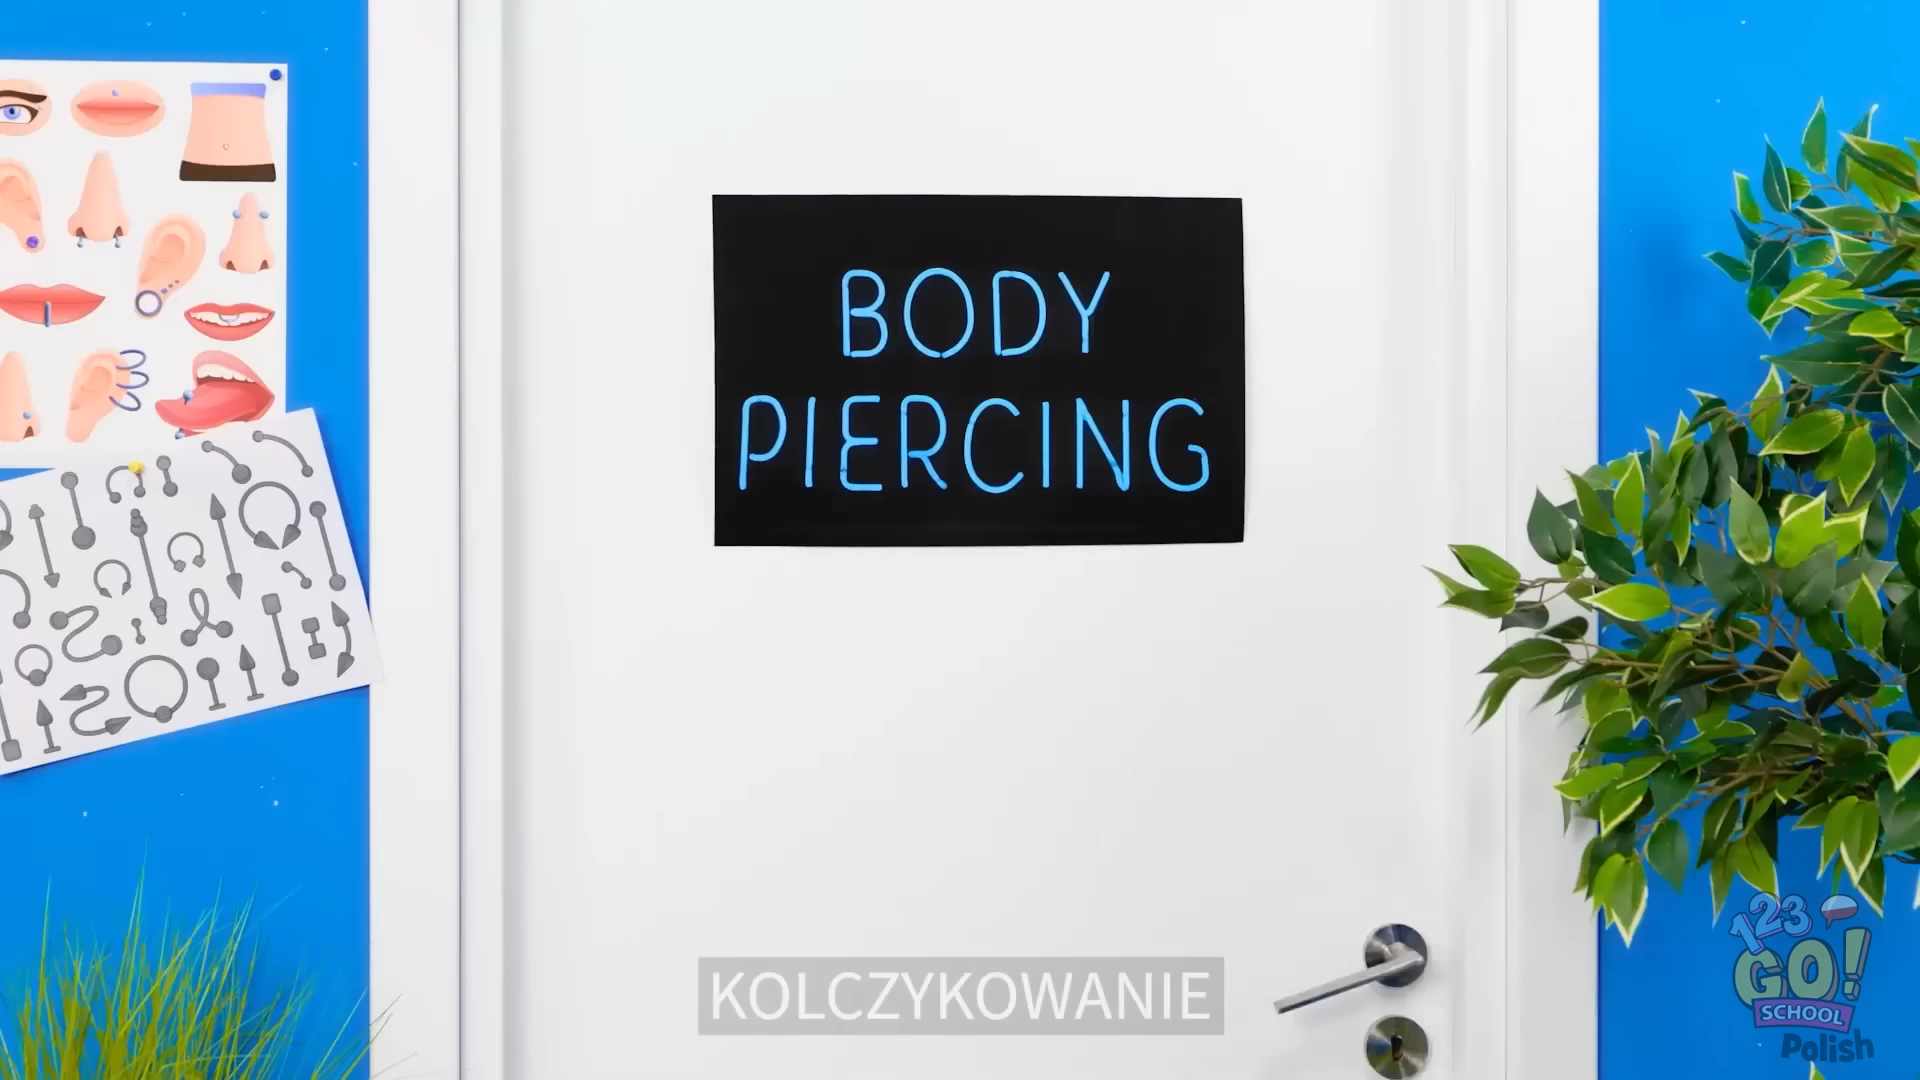 BODY
PIERCING
KOLCZYKOWANIE
123
GO!
SCHOOL
Polish